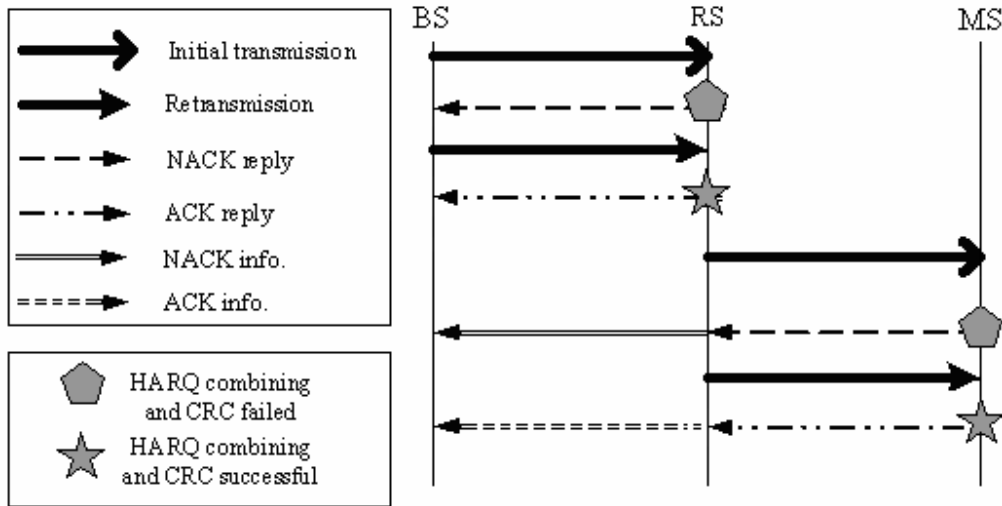 BS
RS
MS
Initial transmission
Retransmission
NACK reply
ACK reply
NACK info.
ACK info.
HARQ combining
and CRC failed
HARQ combining
and CRC successful